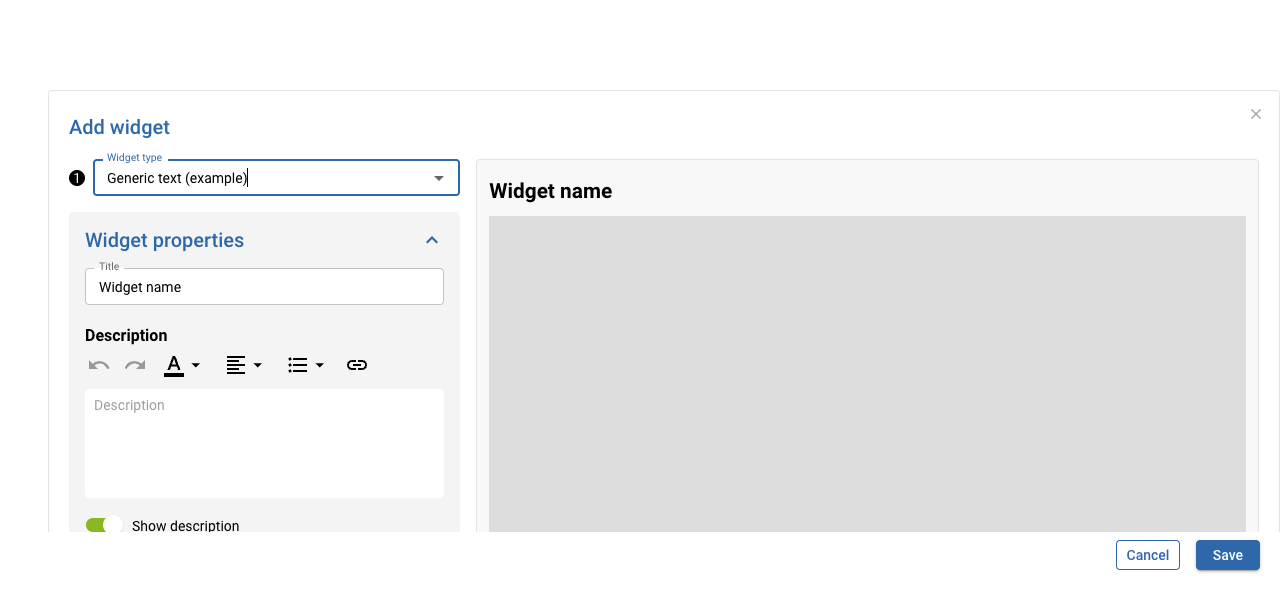 Add widget
Widget type
1 Generic text (example)
Widget name
Widget properties
Title
Widget name
Description
A
Description
Show description
Cancel Save